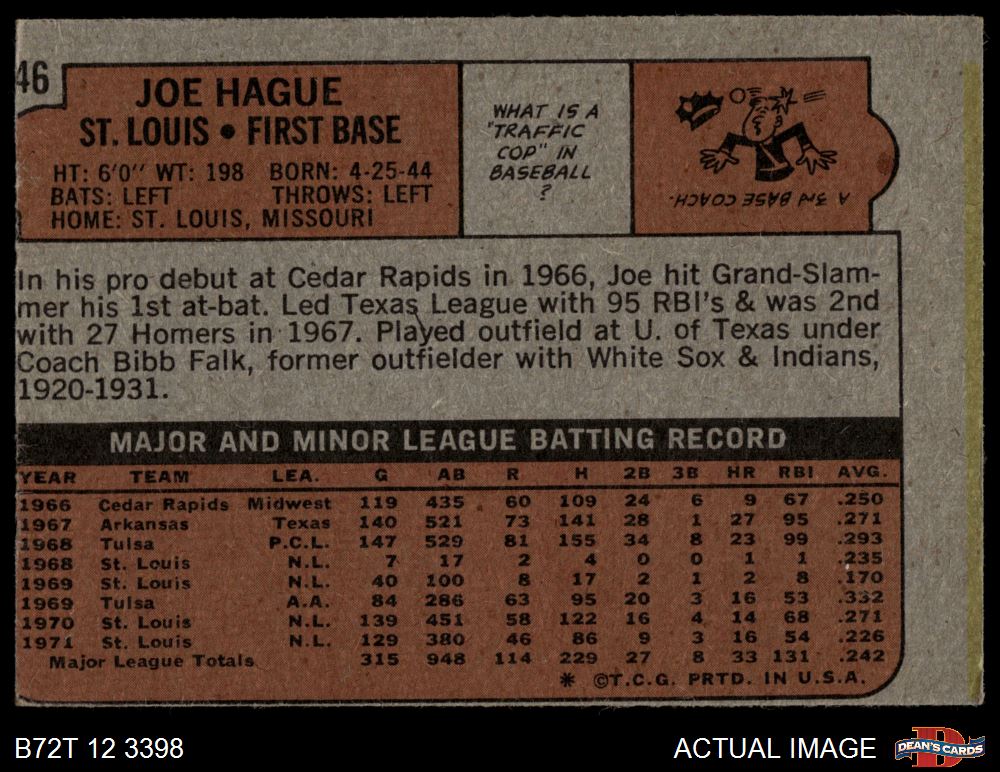 46
JOE HAGUE
ST. LOUIS • FIRST BASE
HT: 6'0" WT: 198 BORN: 4-25-44
BATS: LEFT THROWS: LEFT
HOME: ST. LOUIS, MISSOURI
WHAT IS A
"TRAFFIC
COP" IN
BASEBALL
?
A 3RD BASE COACH.
In his pro debut at Cedar Rapids in 1966, Joe hit Grand-Slam-
mer his 1st at-bat. Led Texas League with 95 RBI's & was 2nd
with 27 Homers in 1967. Played outfield at U. of Texas under
Coach Bibb Falk, former outfielder with White Sox & Indians,
1920-1931.
MAJOR AND MINOR LEAGUE BATTING RECORD
YEAR TEAM LEA. G AB R H 2B 3B HR RBI AVG.
1966 Cedar Rapids Midwest 119 435 60 109 24 6 9 67 .250
1967 Arkansas Texas 140 521 73 141 28 1 27 95 .271
1968 Tulsa P.C.L. 147 529 81 155 34 8 23 99 .293
1968 St. Louis N.L. 7 17 2 4 0 0 1 1 .235
1969 St. Louis N.L. 40 100 8 17 2 1 2 8 .170
1969 Tulsa A.A. 84 286 63 95 20 3 16 53 .332
1970 St. Louis N.L. 139 451 58 122 16 4 14 68 .271
1971 St. Louis N.L. 129 380 46 86 9 3 16 54 .226
Major League Totals 315 948 114 229 27 8 33 131 .242
* ©T.C.G. PRTD. IN U.S.A.
B72T 12 3398
ACTUAL IMAGE
DEAN'S CARDS